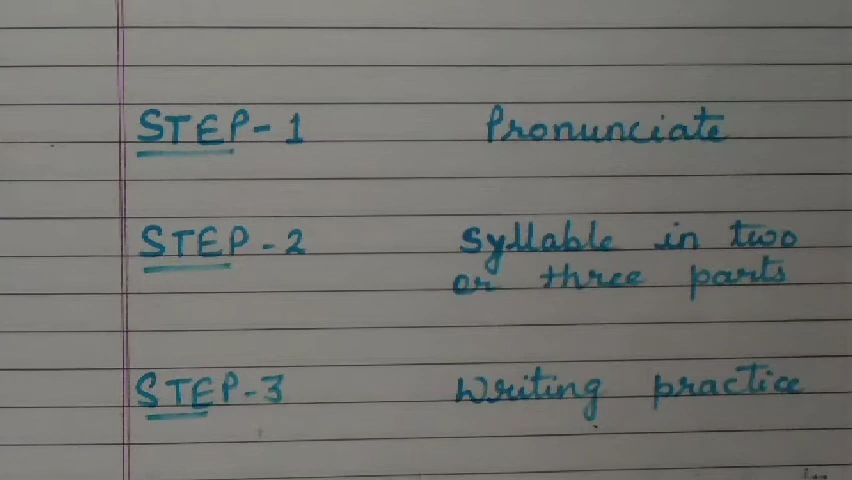 STEP-1 Pronunciate
STEP-2 Syllable in two
or three parts
STEP-3 Writing practice